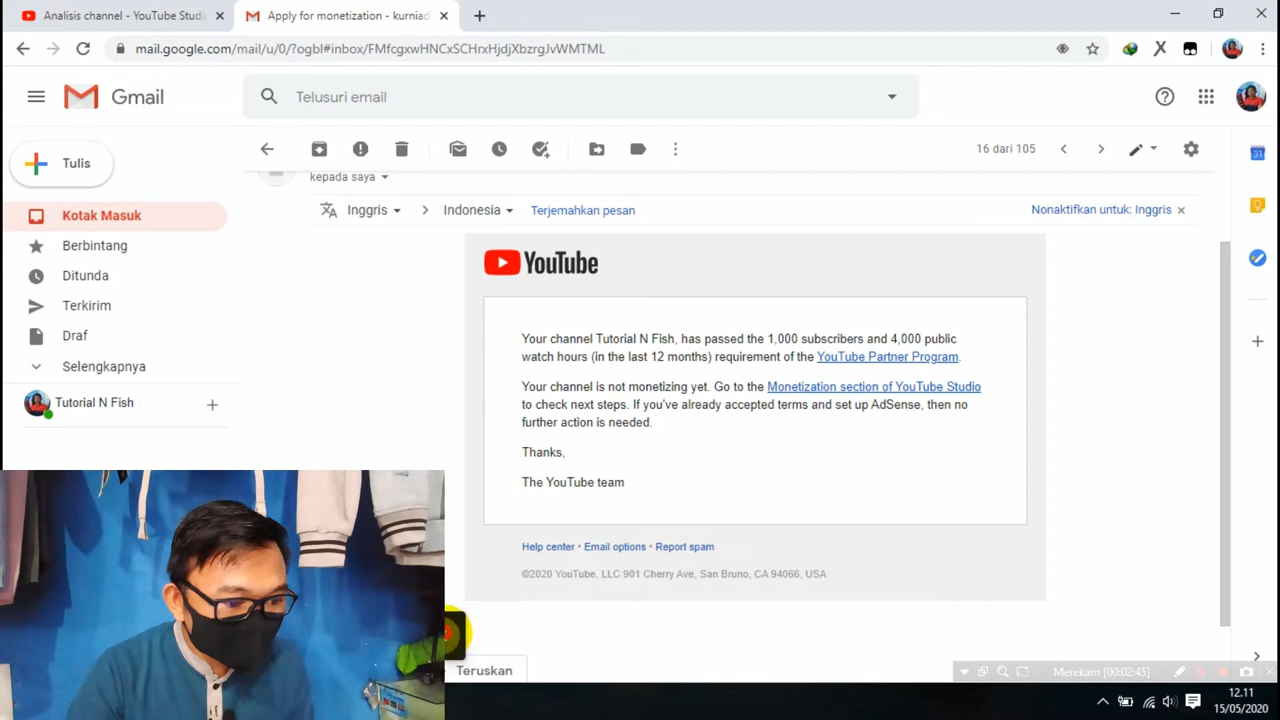 Analisis channel - YouTube Studi
Apply for monetization - kurniad
mail.google.com/mail/u/0/?ogbl#inbox/FMfcgxwHNCxSCHrxHjdjXbzrgJvWMTML
Gmail
Telusuri email
Tulis
16 dari 105
kepada saya
Kotak Masuk
Inggris > Indonesia Terjemahkan pesan
Nonaktifkan untuk: Inggris ×
Berbintang
Ditunda
Terkirim
Draf
Selengkapnya
Tutorial N Fish
YouTube
Your channel Tutorial N Fish, has passed the 1,000 subscribers and 4,000 public
watch hours (in the last 12 months) requirement of the YouTube Partner Program.
Your channel is not monetizing yet. Go to the Monetization section of YouTube Studio
to check next steps. If you've already accepted terms and set up AdSense, then no
further action is needed.
Thanks,
The YouTube team
Help center • Email options • Report spam
©2020 YouTube, LLC 901 Cherry Ave, San Bruno, CA 94066, USA
Teruskan
Merekam [00:02:45]
12.11
15/05/2020
31